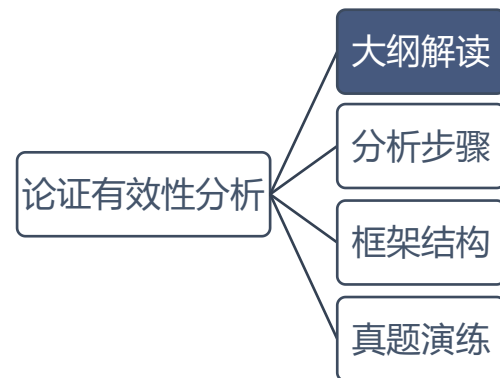 论证有效性分析
大纲解读
分析步骤
框架结构
真题演练